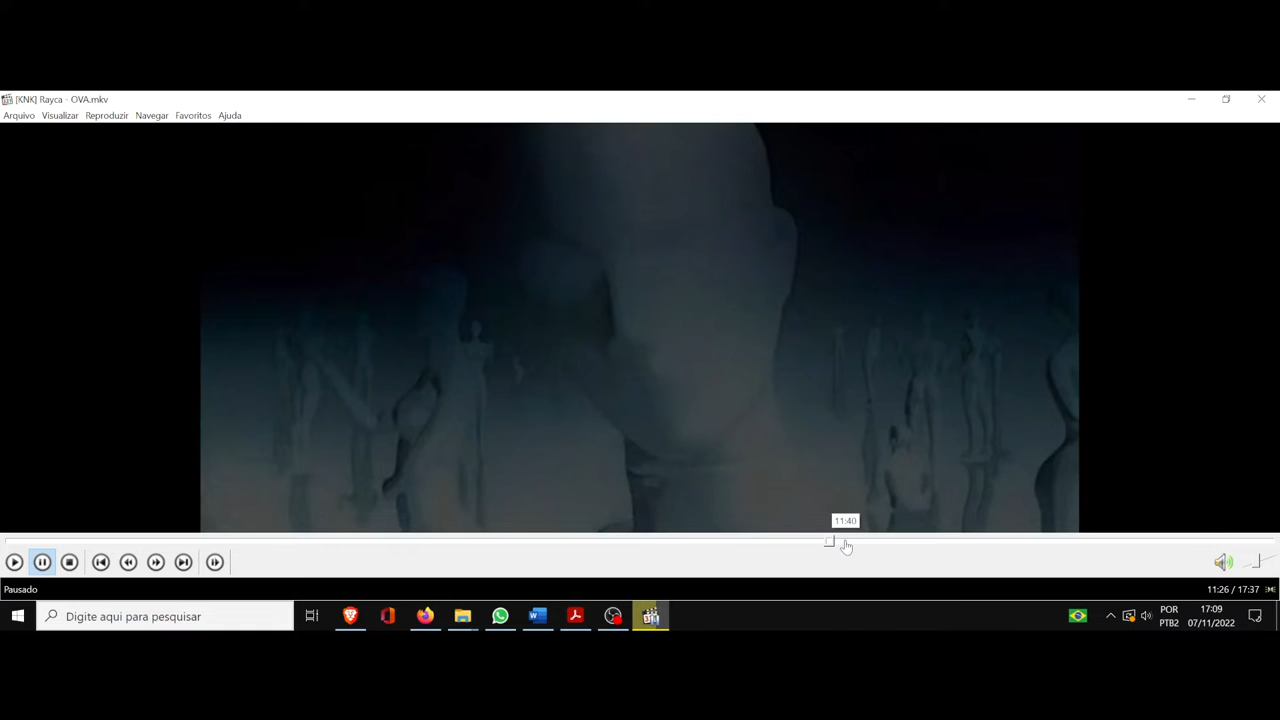 [KNK] Rayca - OVA.mkv
Arquivo Visualizar Reproduzir Navegar Favoritos Ajuda
11:40
Pausado
11:26 / 17:37
Digite aqui para pesquisar
POR
PTB2
17:09
07/11/2022